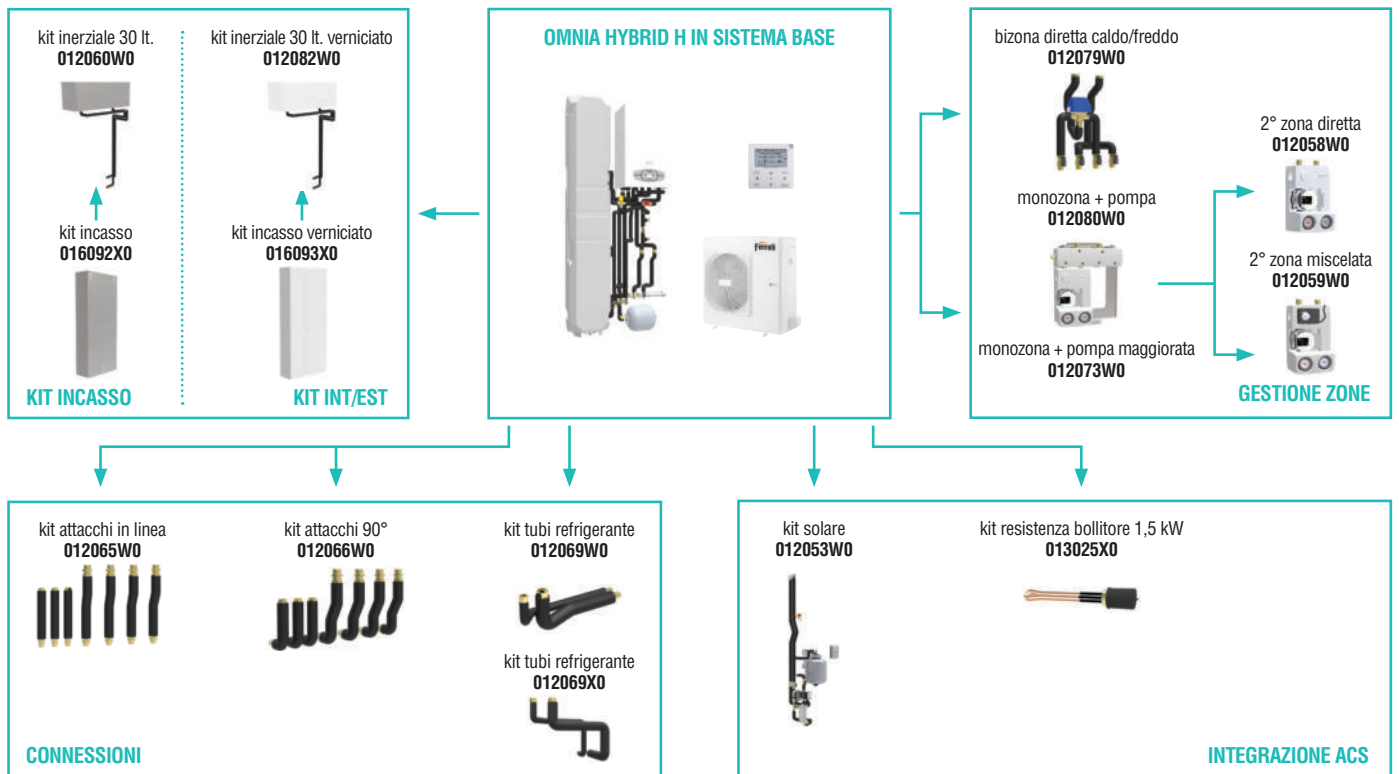 kit inerziale 30 lt.
012060W0
kit inerziale 30 lt. verniciato
012082W0
kit incasso
016092X0
kit incasso verniciato
016093X0
KIT INCASSO
KIT INT/EST
OMNIA HYBRID H IN SISTEMA BASE
ferroli
bizona diretta caldo/freddo
012079W0
monozona + pompa
012080W0
monozona + pompa maggiorata
012073W0
2° zona diretta
012058W0
2° zona miscelata
012059W0
GESTIONE ZONE
kit attacchi in linea
012065W0
kit attacchi 90°
012066W0
kit tubi refrigerante
012069W0
kit tubi refrigerante
012069X0
CONNESSIONI
kit solare
012053W0
kit resistenza bollitore 1,5 kW
013025X0
INTEGRAZIONE ACS